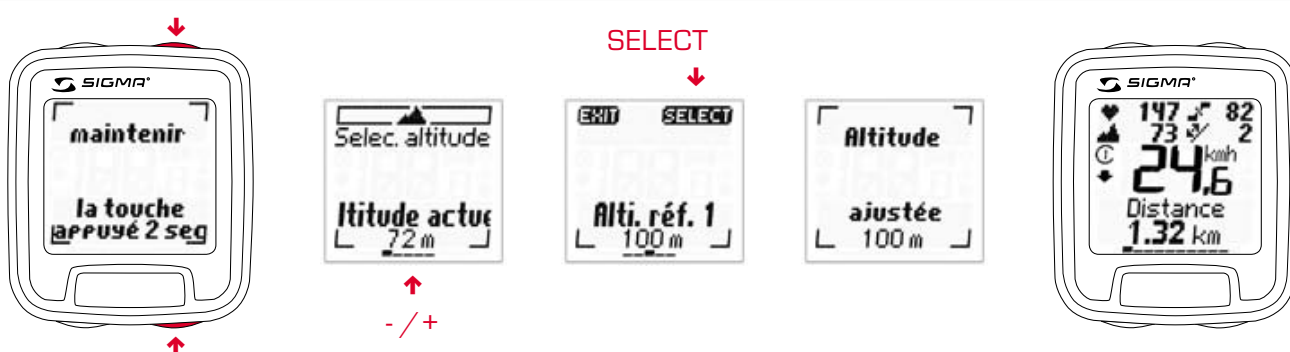 SELECT
SIGMA
maintenir
la touche
appuyé 2 seg
Selec. altitude
ltitude actue
72 m
- / +
EXIT SELECT
Alti. réf. 1
100 m
Altitude
ajustée
100 m
SIGMA
147 82
73 2
24,6 kmh
Distance
1.32 km